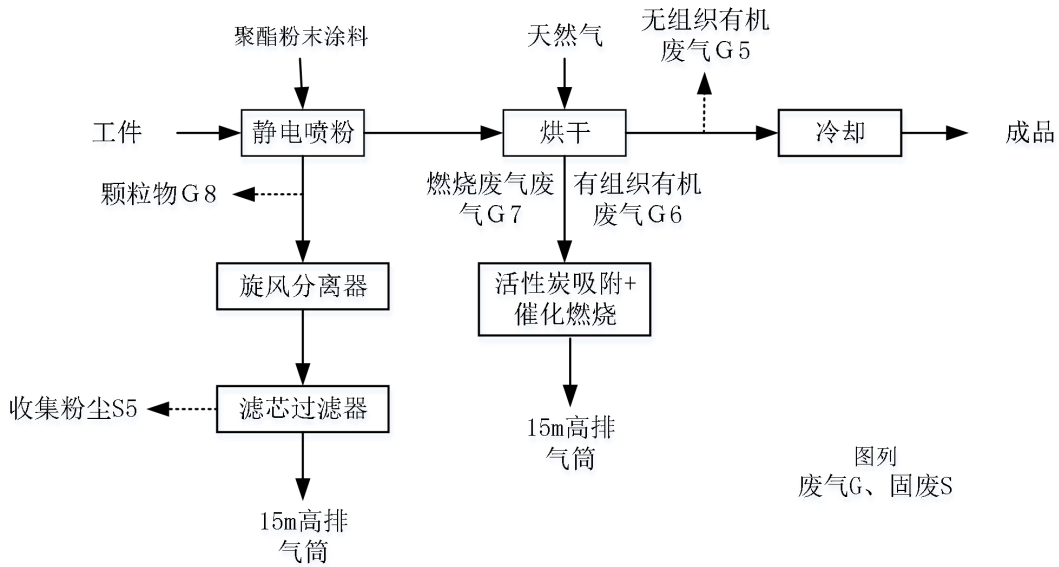 聚酯粉末涂料
天然气
无组织有机
废气G5
工件
静电喷粉
烘干
冷却
成品
颗粒物G8
燃烧废气废
气G7
有组织有机
废气G6
旋风分离器
活性炭吸附+
催化燃烧
收集粉尘S5
滤芯过滤器
15m高排
气筒
15m高排
气筒
图列
废气G、固废S